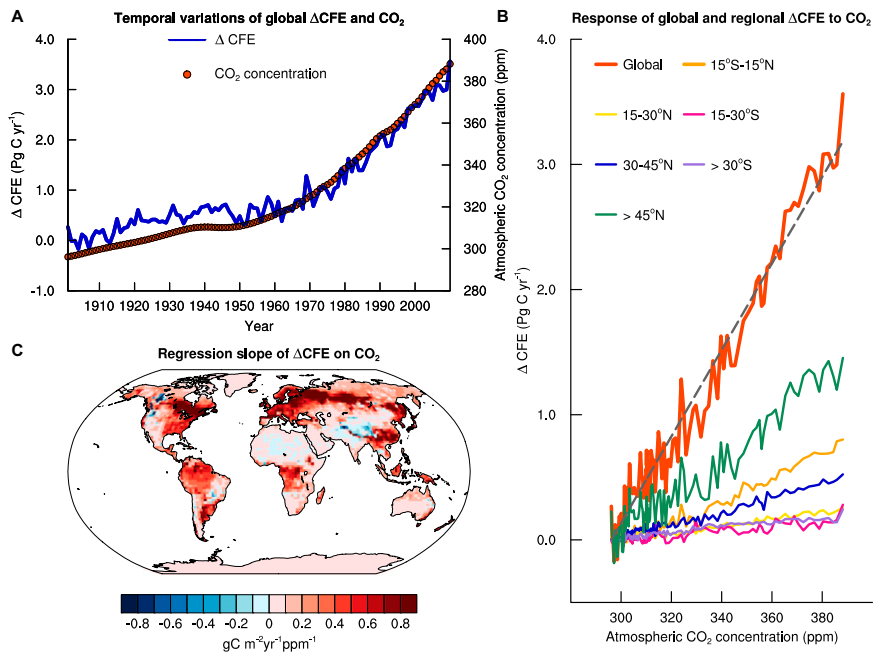 A
Temporal variations of global ΔCFE and CO₂
4.0
3.0
2.0
1.0
0.0
-1.0
Δ CFE (Pg C yr⁻¹)
Δ CFE
CO₂ concentration
400
380
360
340
320
300
280
Atmospheric CO₂ concentration (ppm)
1910 1920 1930 1940 1950 1960 1970 1980 1990 2000
Year
B
Response of global and regional ΔCFE to CO₂
4.0
3.0
2.0
1.0
0.0
Δ CFE (Pg C yr⁻¹)
Global
15°S-15°N
15-30°N
15-30°S
30-45°N
> 30°S
> 45°N
300 320 340 360 380
Atmospheric CO₂ concentration (ppm)
C
Regression slope of ΔCFE on CO₂
-0.8 -0.6 -0.4 -0.2 0 0.2 0.4 0.6 0.8
gC m⁻²yr⁻¹ppm⁻¹